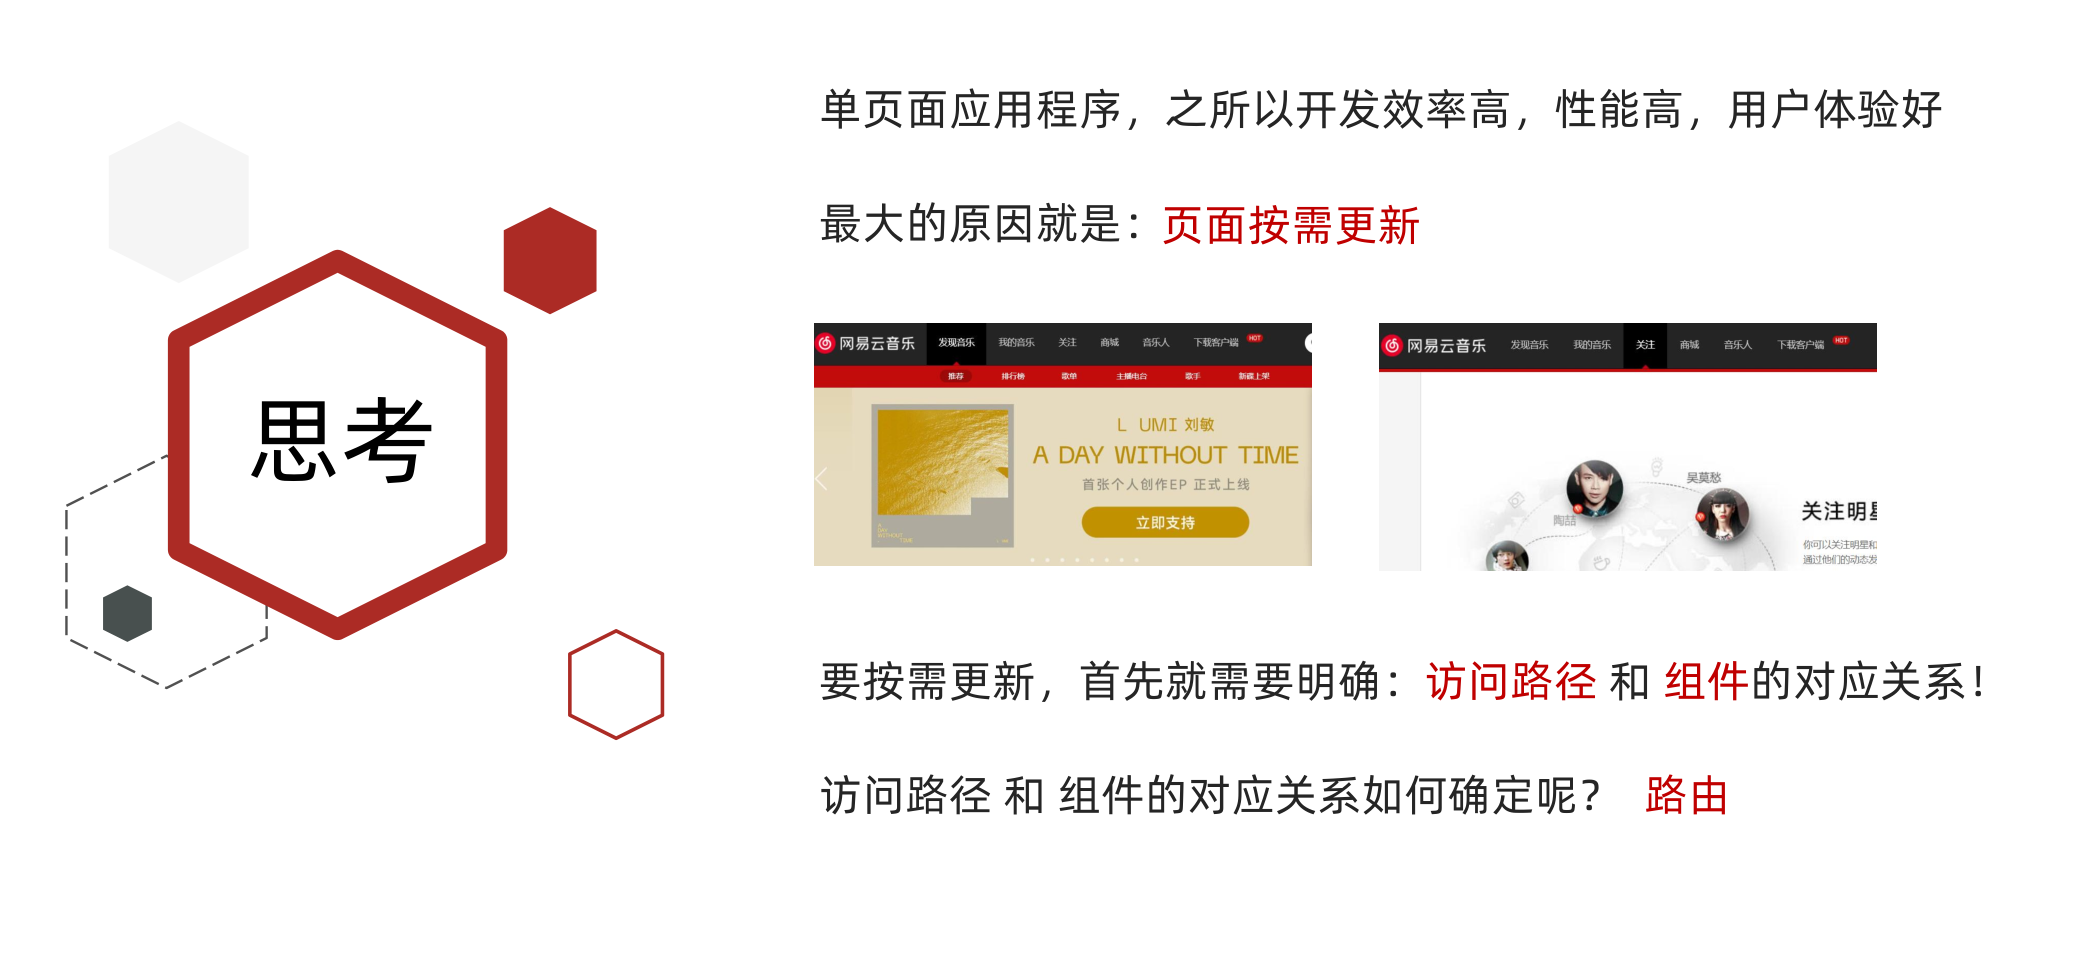 思考
单页面应用程序，之所以开发效率高，性能高，用户体验好
最大的原因就是：页面按需更新
网易云音乐 发现音乐 我的音乐 关注 商城 音乐人 下载客户端 HOT
推荐 排行榜 歌单 主播电台 歌手 新碟上架
L UMI 刘敏
A DAY WITHOUT TIME
首张个人创作EP 正式上线
立即支持
A
DAY
WITHOUT
TIME
网易云音乐 发现音乐 我的音乐 关注 商城 音乐人 下载客户端 HOT
吴莫愁
陶喆
关注明星
你可以关注明星和
通过他们的动态发
要按需更新，首先就需要明确：访问路径 和 组件的对应关系！
访问路径 和 组件的对应关系如何确定呢？ 路由